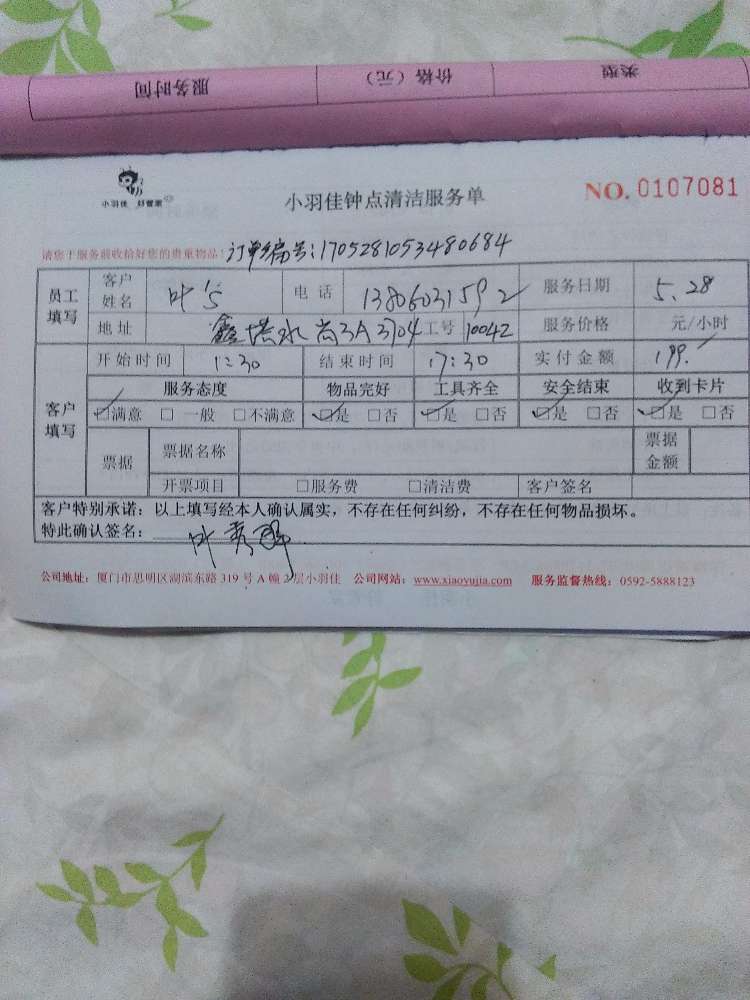 服务时间 价格（元） 类型
小羽佳 好管家
小羽佳钟点清洁服务单
NO. 0107081
请您于服务前收拾好您的贵重物品！订单编号：1705281053480684
员工填写 客户姓名 叶 电话 13806031592 服务日期 5.28
地址 鑫塔水尚3A3704 工号 10042 服务价格 元/小时
客户填写 开始时间 1:30 结束时间 17:30 实付金额 199.
服务态度 物品完好 工具齐全 安全结束 收到卡片
☑满意 □一般 □不满意 ☑是 □否 ☑是 □否 ☑是 □否 ☑是 □否
票据 票据名称 票据金额
开票项目 □服务费 □清洁费 客户签名
客户特别承诺：以上填写经本人确认属实，不存在任何纠纷，不存在任何物品损坏。
特此确认签名：叶秀
公司地址：厦门市思明区湖滨东路 319 号 A 幢 2 层小羽佳 公司网站：www.xiaoyujia.com 服务监督热线：0592-5888123